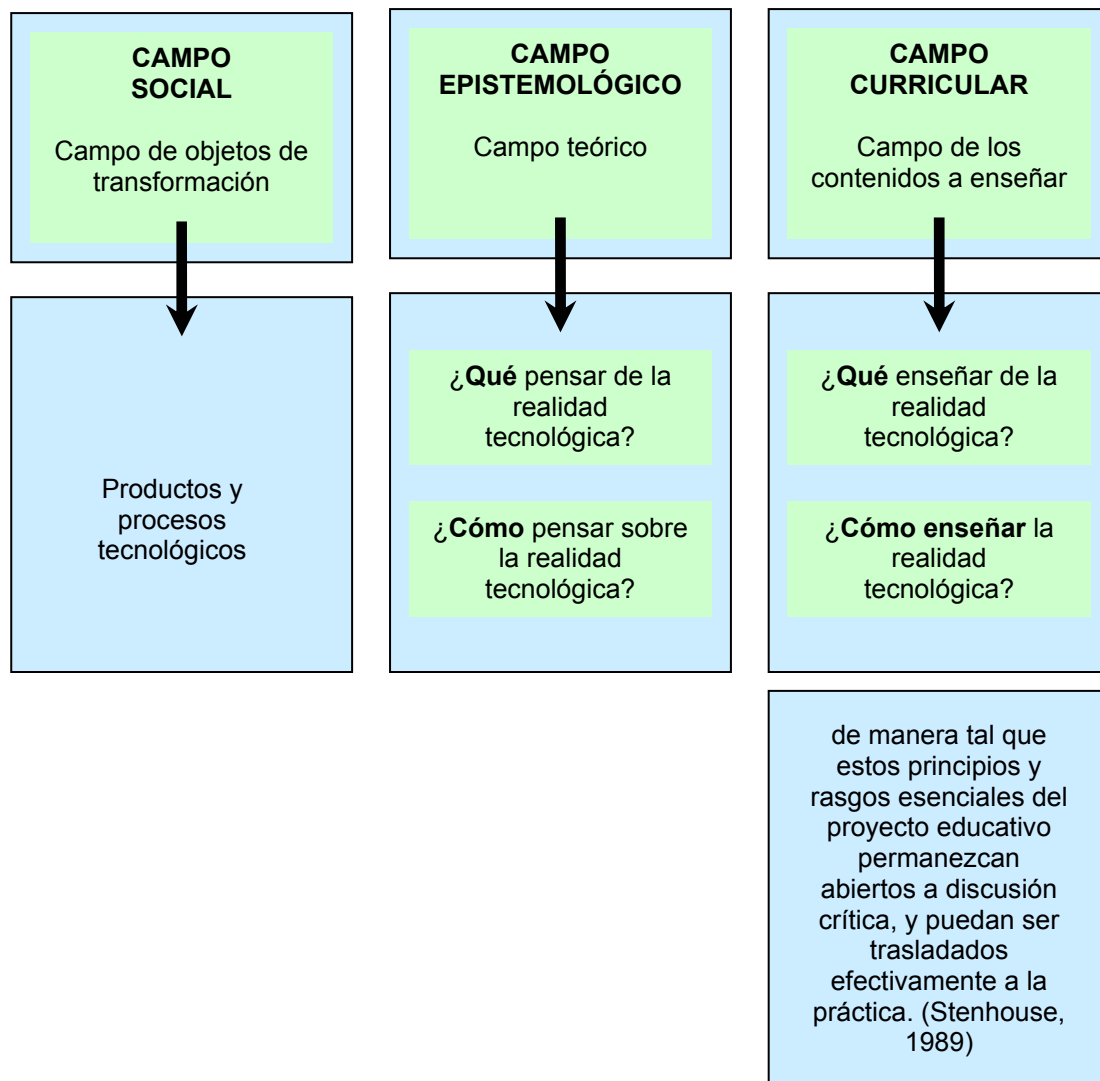 CAMPO
SOCIAL
Campo de objetos de
transformación
CAMPO
EPISTEMOLÓGICO
Campo teórico
CAMPO
CURRICULAR
Campo de los
contenidos a enseñar
Productos y
procesos
tecnológicos
¿Qué pensar de la
realidad
tecnológica?
¿Cómo pensar sobre
la realidad
tecnológica?
¿Qué enseñar de la
realidad
tecnológica?
¿Cómo enseñar la
realidad
tecnológica?
de manera tal que
estos principios y
rasgos esenciales del
proyecto educativo
permanezcan
abiertos a discusión
crítica, y puedan ser
trasladados
efectivamente a la
práctica. (Stenhouse,
1989)